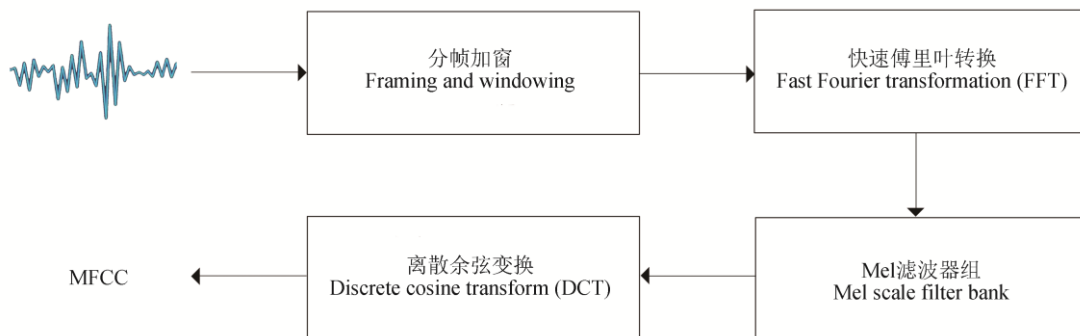 分帧加窗
Framing and windowing
快速傅里叶转换
Fast Fourier transformation (FFT)
Mel滤波器组
Mel scale filter bank
离散余弦变换
Discrete cosine transform (DCT)
MFCC